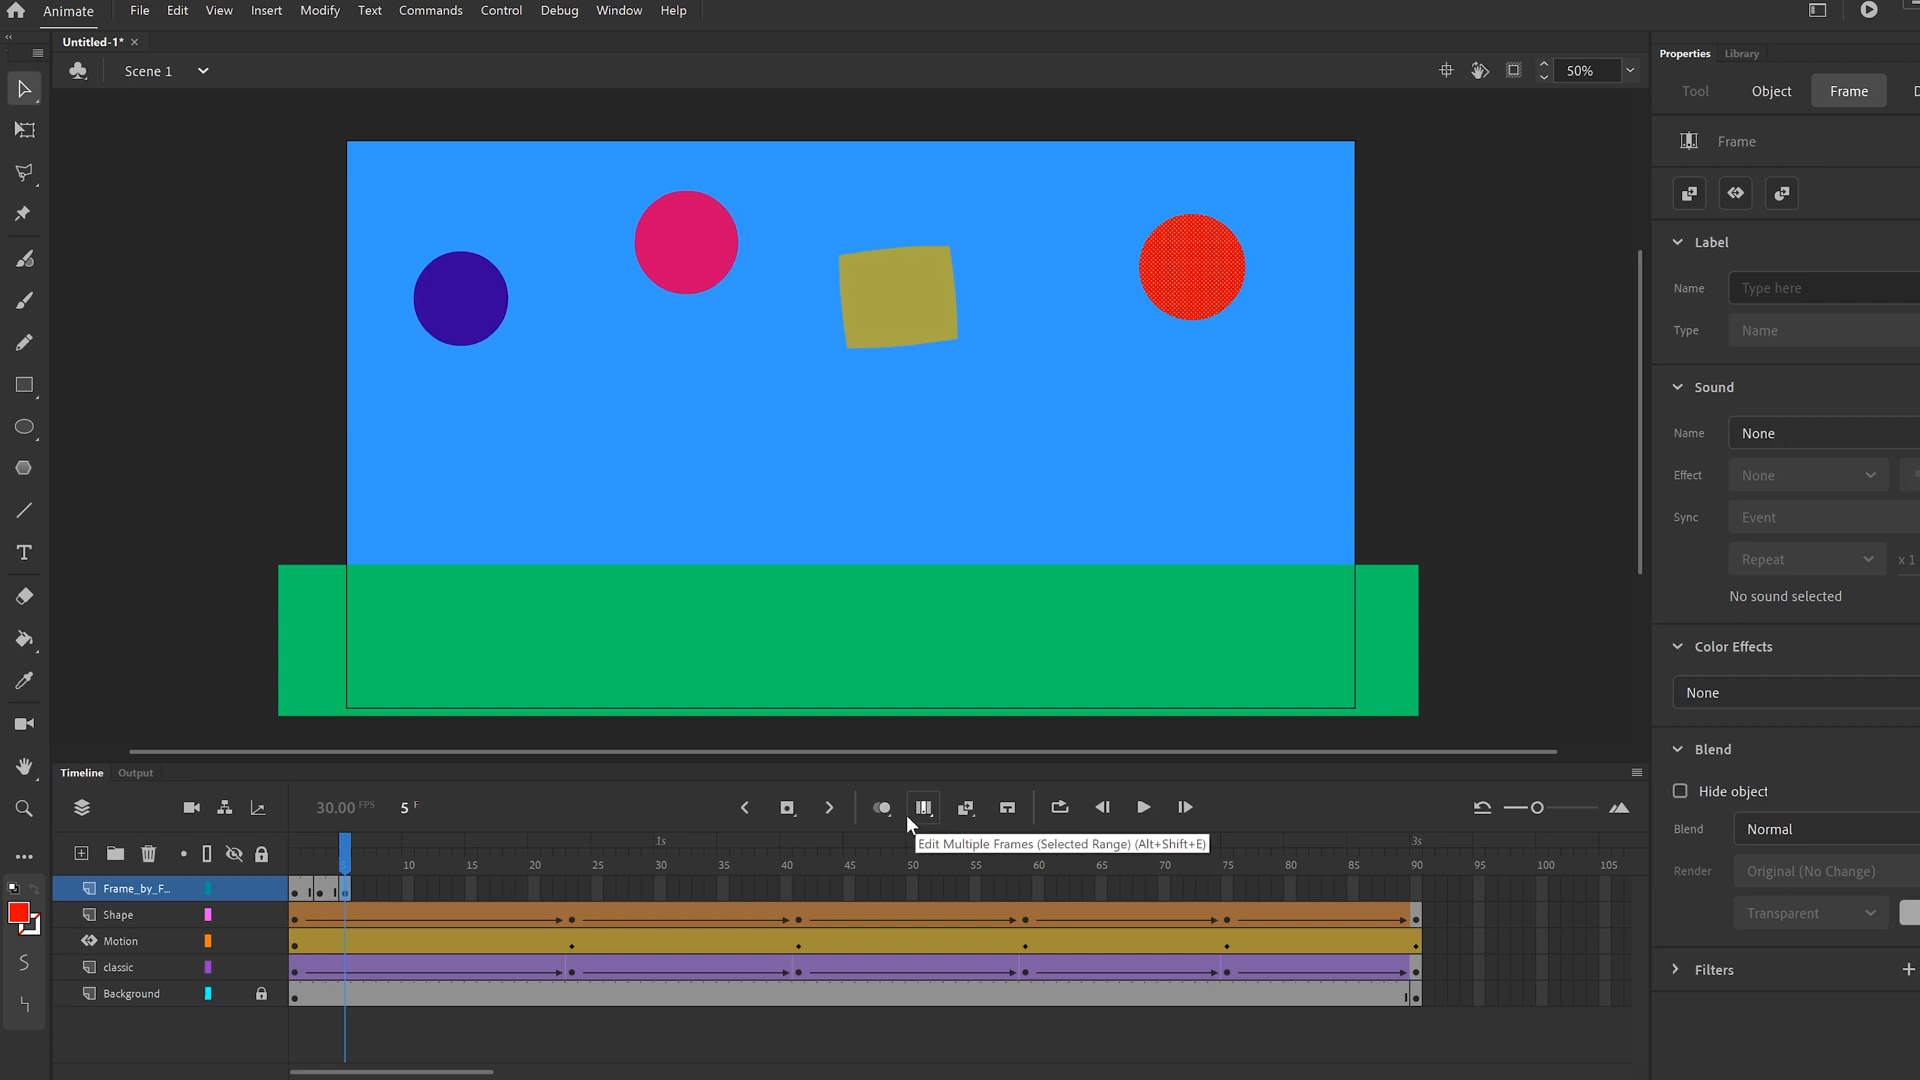 Animate File Edit View Insert Modify Text Commands Control Debug Window Help
Untitled-1*
Scene 1
50%
Properties Library
Tool Object Frame
Frame
Label
Name Type here
Type Name
Sound
Name None
Effect None
Sync Event
Repeat x 1
No sound selected
Color Effects
None
Blend
Hide object
Blend Normal
Render Original (No Change)
Transparent
Filters
Timeline Output
30.00 FPS 5 F
Edit Multiple Frames (Selected Range) (Alt+Shift+E)
1s 3s
5 10 15 20 25 30 35 40 45 50 55 60 65 70 75 80 85 90 95 100 105
Frame_by_F...
Shape
Motion
classic
Background